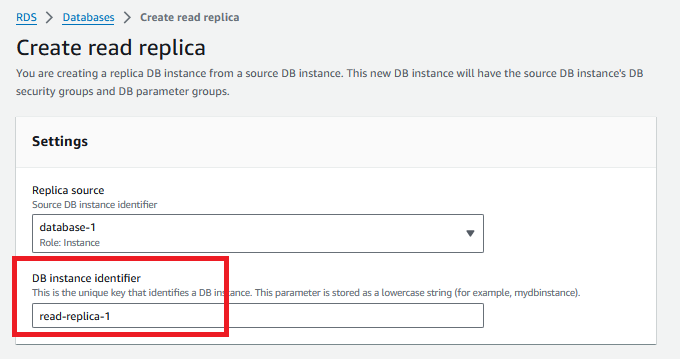 RDS > Databases > Create read replica
Create read replica
You are creating a replica DB instance from a source DB instance. This new DB instance will have the source DB instance's DB
security groups and DB parameter groups.
Settings
Replica source
Source DB instance identifier
database-1
Role: Instance
DB instance identifier
This is the unique key that identifies a DB instance. This parameter is stored as a lowercase string (for example, mydbinstance).
read-replica-1